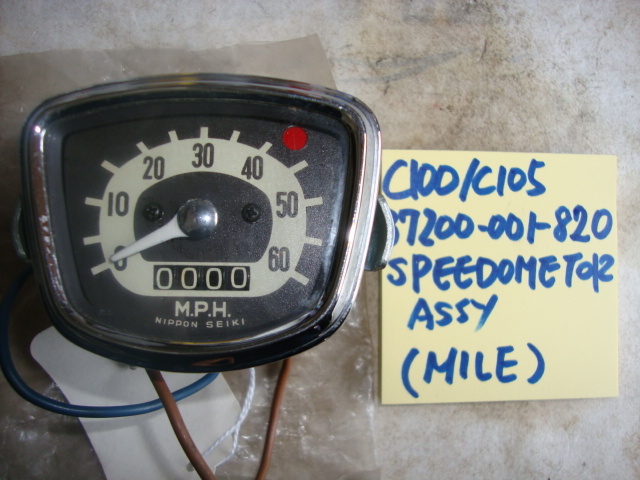 30
20
40
10
50
0
60
0000
M.P.H.
NIPPON SEIKI
C100/C105
37200-001-820
SPEEDOMETOR
ASSY
(MILE)